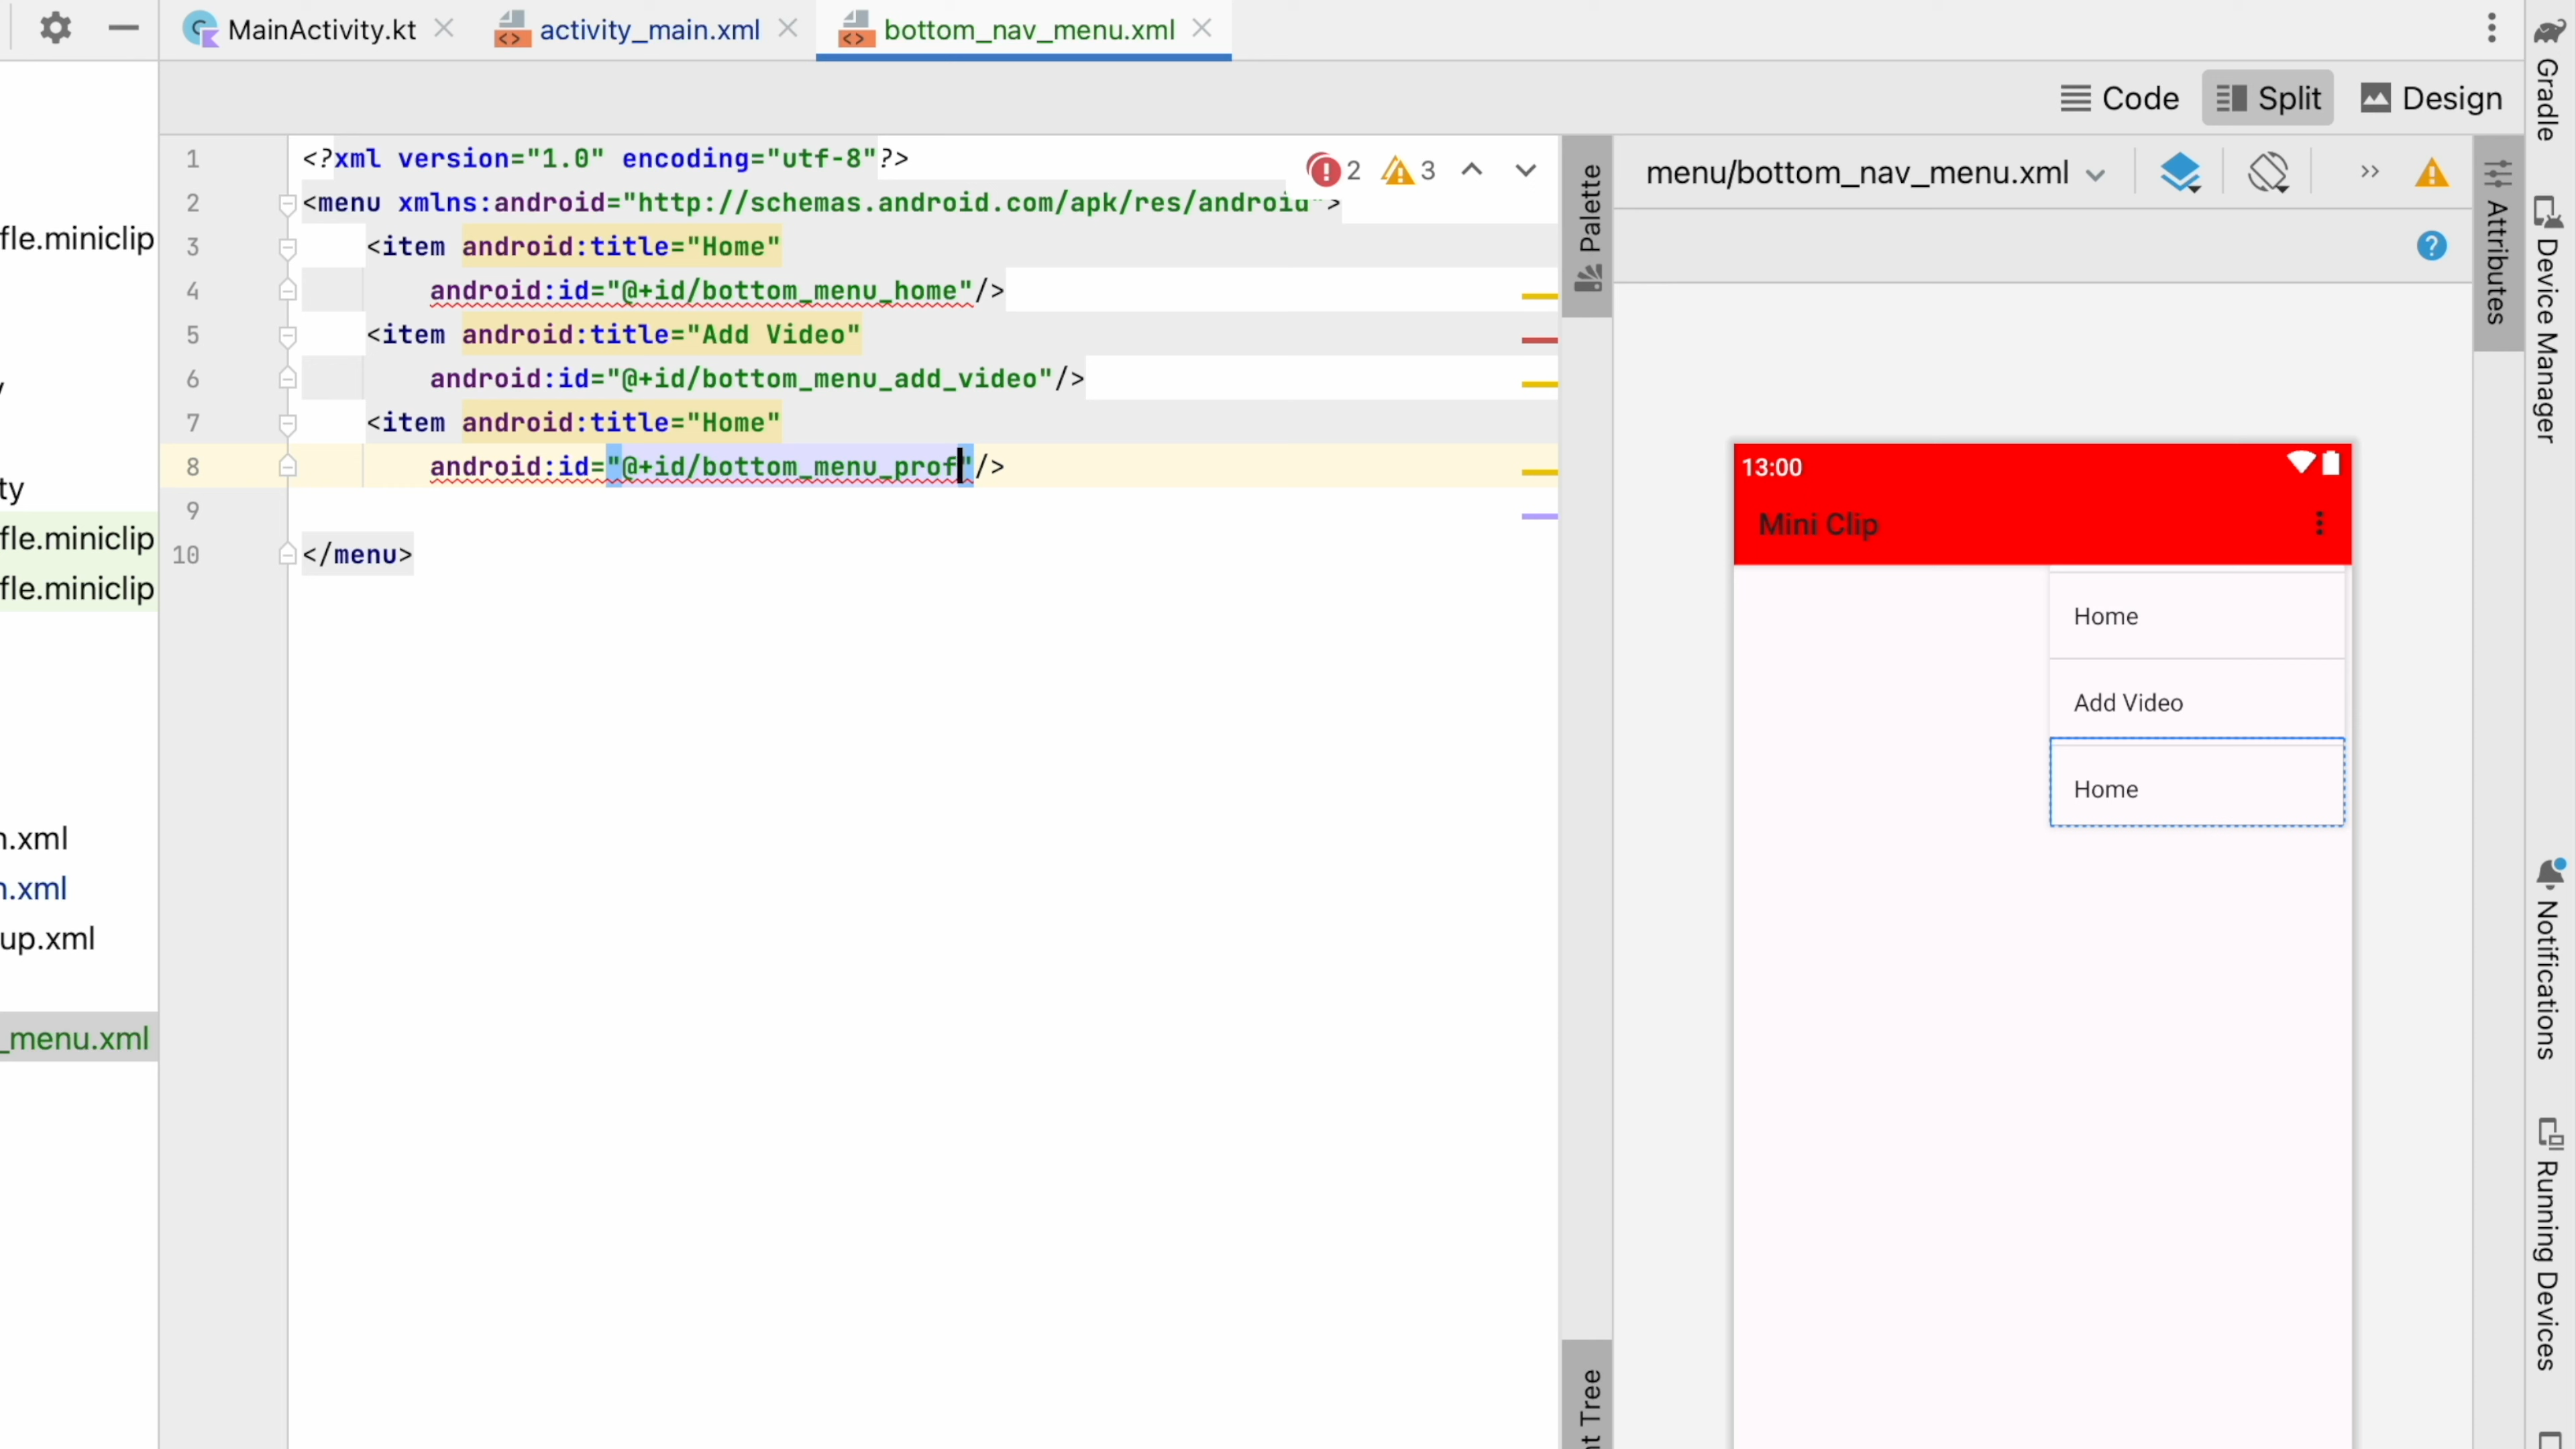 MainActivity.kt activity_main.xml bottom_nav_menu.xml
Code Split Design
1 <?xml version="1.0" encoding="utf-8"?>
2 <menu xmlns:android="http://schemas.android.com/apk/res/android">
3 <item android:title="Home"
4 android:id="@+id/bottom_menu_home"/>
5 <item android:title="Add Video"
6 android:id="@+id/bottom_menu_add_video"/>
7 <item android:title="Home"
8 android:id="@+id/bottom_menu_prof"/>
9
10 </menu>
2 3
fle.miniclip
ty
fle.miniclip
fle.miniclip
n.xml
n.xml
up.xml
_menu.xml
Palette
nt Tree
menu/bottom_nav_menu.xml
13:00
Mini Clip
Home
Add Video
Home
Attributes
Gradle
Device Manager
Notifications
Running Devices